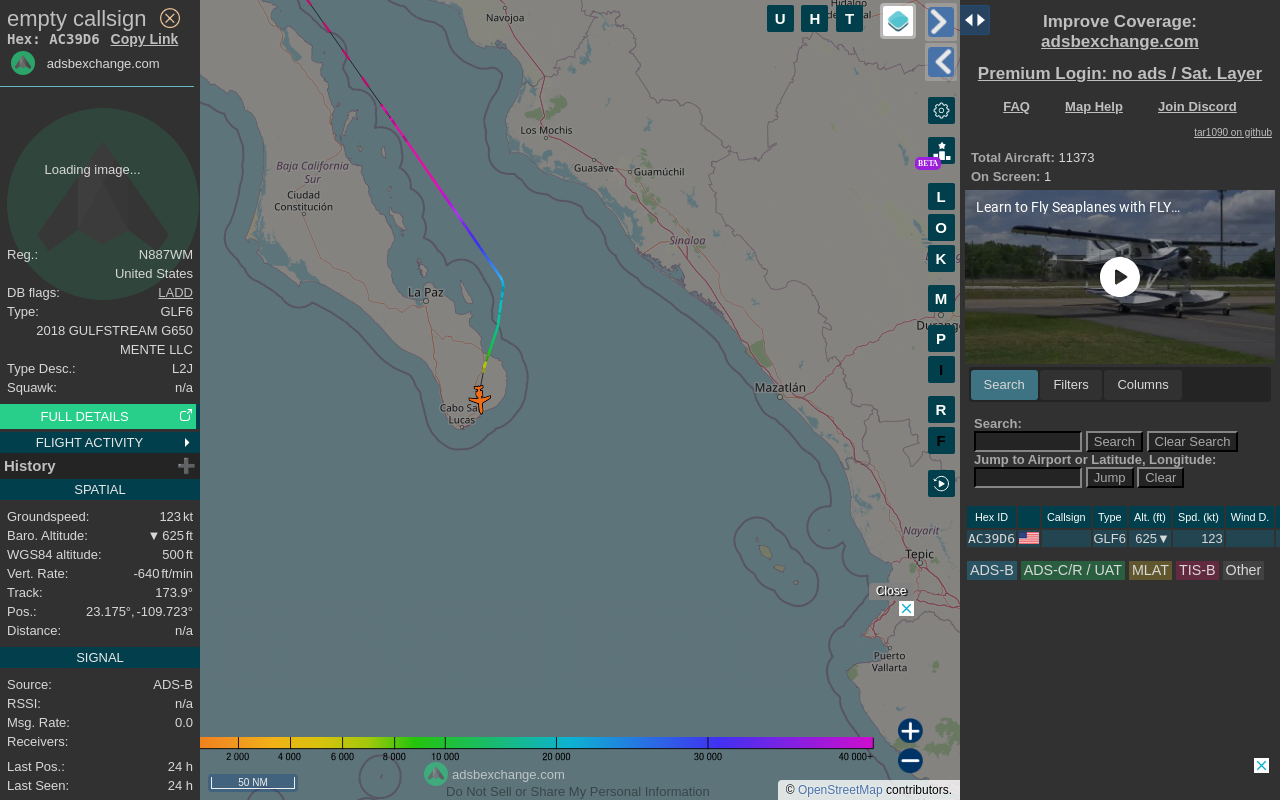 empty callsign
Hex: AC39D6 Copy Link
adsbexchange.com
Loading image...
Reg.: N887WM
United States
DB flags: LADD
Type: GLF6
2018 GULFSTREAM G650
MENTE LLC
Type Desc.: L2J
Squawk: n/a
FULL DETAILS
FLIGHT ACTIVITY
History
SPATIAL
Groundspeed: 123 kt
Baro. Altitude: ▼ 625 ft
WGS84 altitude: 500 ft
Vert. Rate: -640 ft/min
Track: 173.9°
Pos.: 23.175°, -109.723°
Distance: n/a
SIGNAL
Source: ADS-B
RSSI: n/a
Msg. Rate: 0.0
Receivers:
Last Pos.: 24 h
Last Seen: 24 h
Navojoa
Hidalgo
Los Mochis
Guasave
Guamúchil
Baja California
Sur
Ciudad
Constitución
Sinaloa
La Paz
Mazatlán
Cabo Sa
Lucas
Nayarit
Tepic
Puerto
Vallarta
U H T
BETA
L
O
K
M
P
I
R
F
Close
2 000 4 000 6 000 8 000 10 000 20 000 30 000 40 000+
50 NM
adsbexchange.com
Do Not Sell or Share My Personal Information
© OpenStreetMap contributors.
Improve Coverage:
adsbexchange.com
Premium Login: no ads / Sat. Layer
FAQ Map Help Join Discord
tar1090 on github
Total Aircraft: 11373
On Screen: 1
Learn to Fly Seaplanes with FLY...
Search Filters Columns
Search:
Search Clear Search
Jump to Airport or Latitude, Longitude:
Jump Clear
Hex ID Callsign Type Alt. (ft) Spd. (kt) Wind D.
AC39D6 GLF6 625▼ 123
ADS-B ADS-C/R / UAT MLAT TIS-B Other